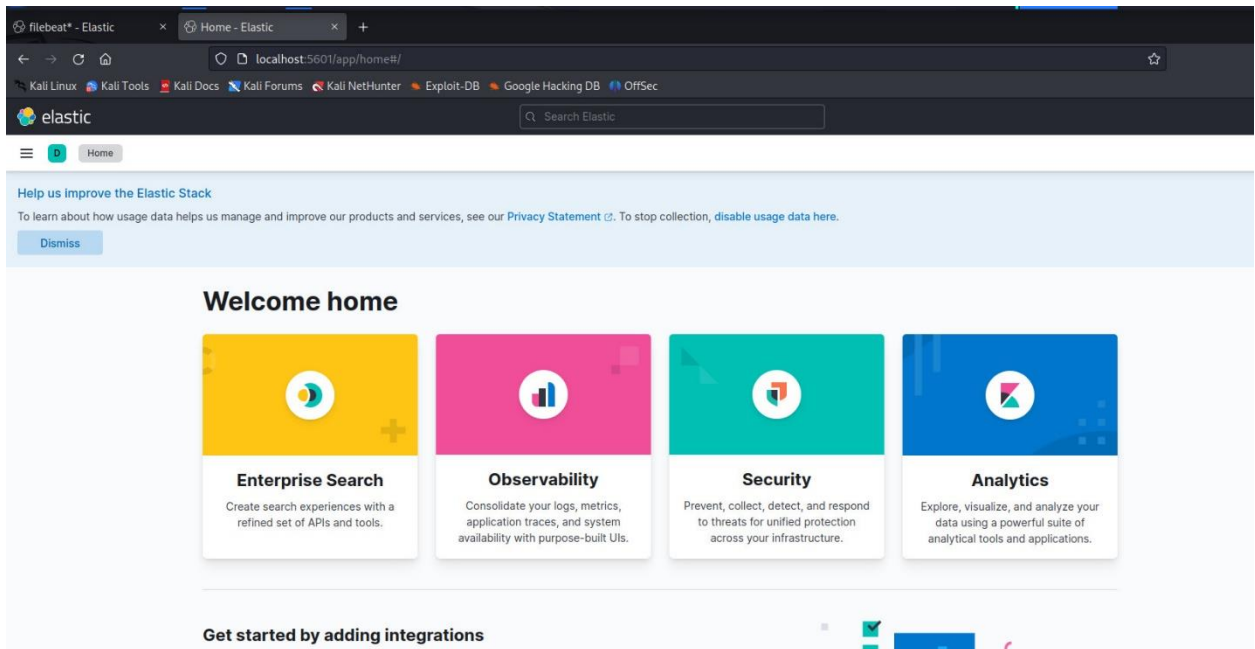 filebeat* - Elastic × Home - Elastic × +
localhost:5601/app/home#/
Kali Linux Kali Tools Kali Docs Kali Forums Kali NetHunter Exploit-DB Google Hacking DB OffSec
elastic Search Elastic
D Home
Help us improve the Elastic Stack
To learn about how usage data helps us manage and improve our products and services, see our Privacy Statement. To stop collection, disable usage data here.
Dismiss
Welcome home
Enterprise Search
Create search experiences with a
refined set of APIs and tools.
Observability
Consolidate your logs, metrics,
application traces, and system
availability with purpose-built UIs.
Security
Prevent, collect, detect, and respond
to threats for unified protection
across your infrastructure.
Analytics
Explore, visualize, and analyze your
data using a powerful suite of
analytical tools and applications.
Get started by adding integrations